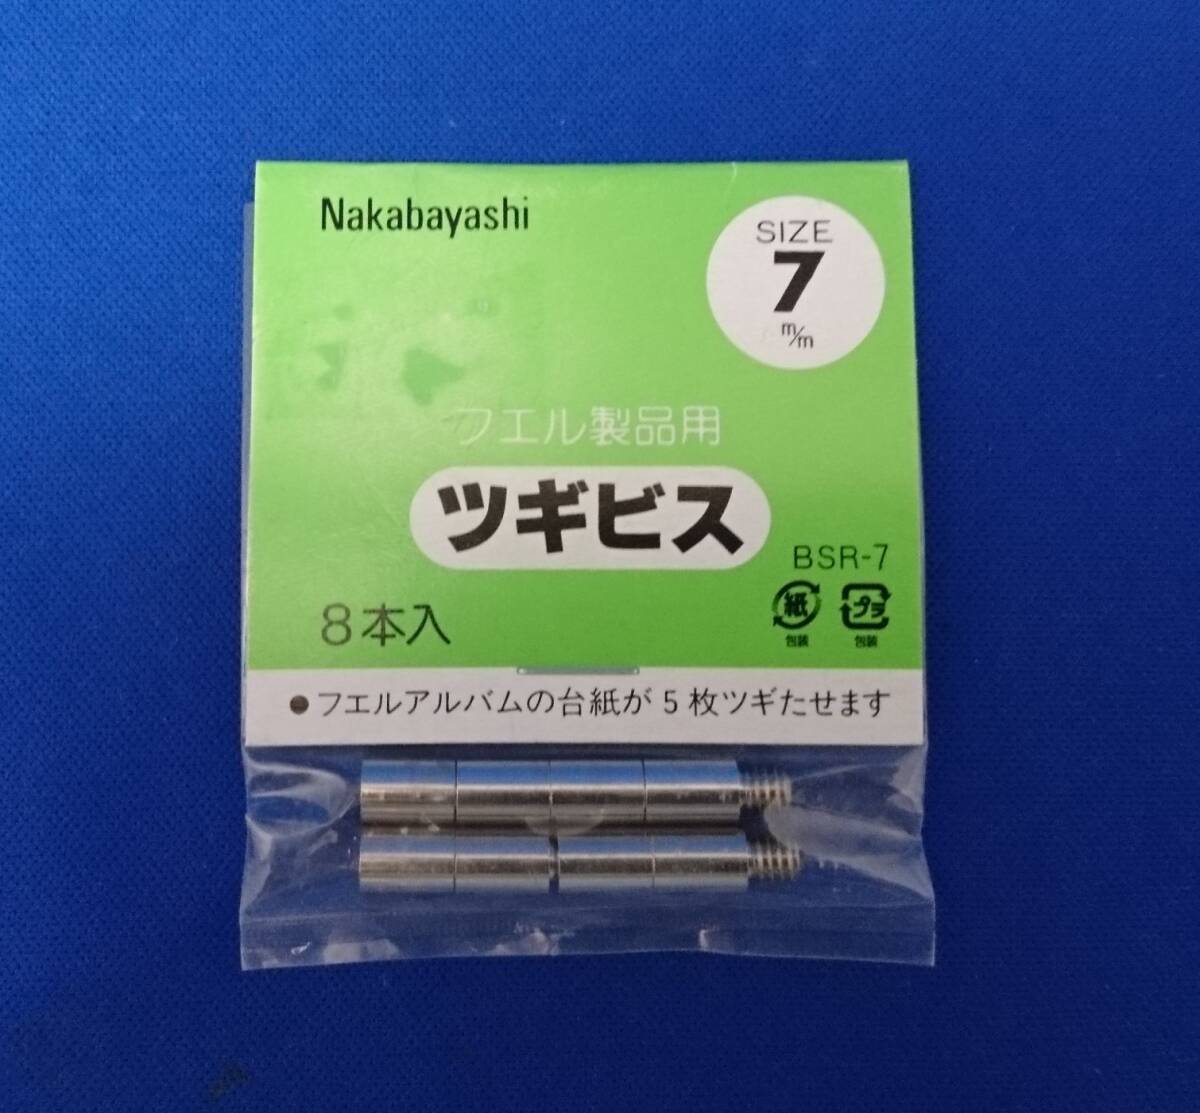 Nakabayashi
SIZE
7
m/m
フエル製品用
ツギビス
BSR-7
8本入
紙
プラ
包装
包装
●フエルアルバムの台紙が5枚ツギたせます